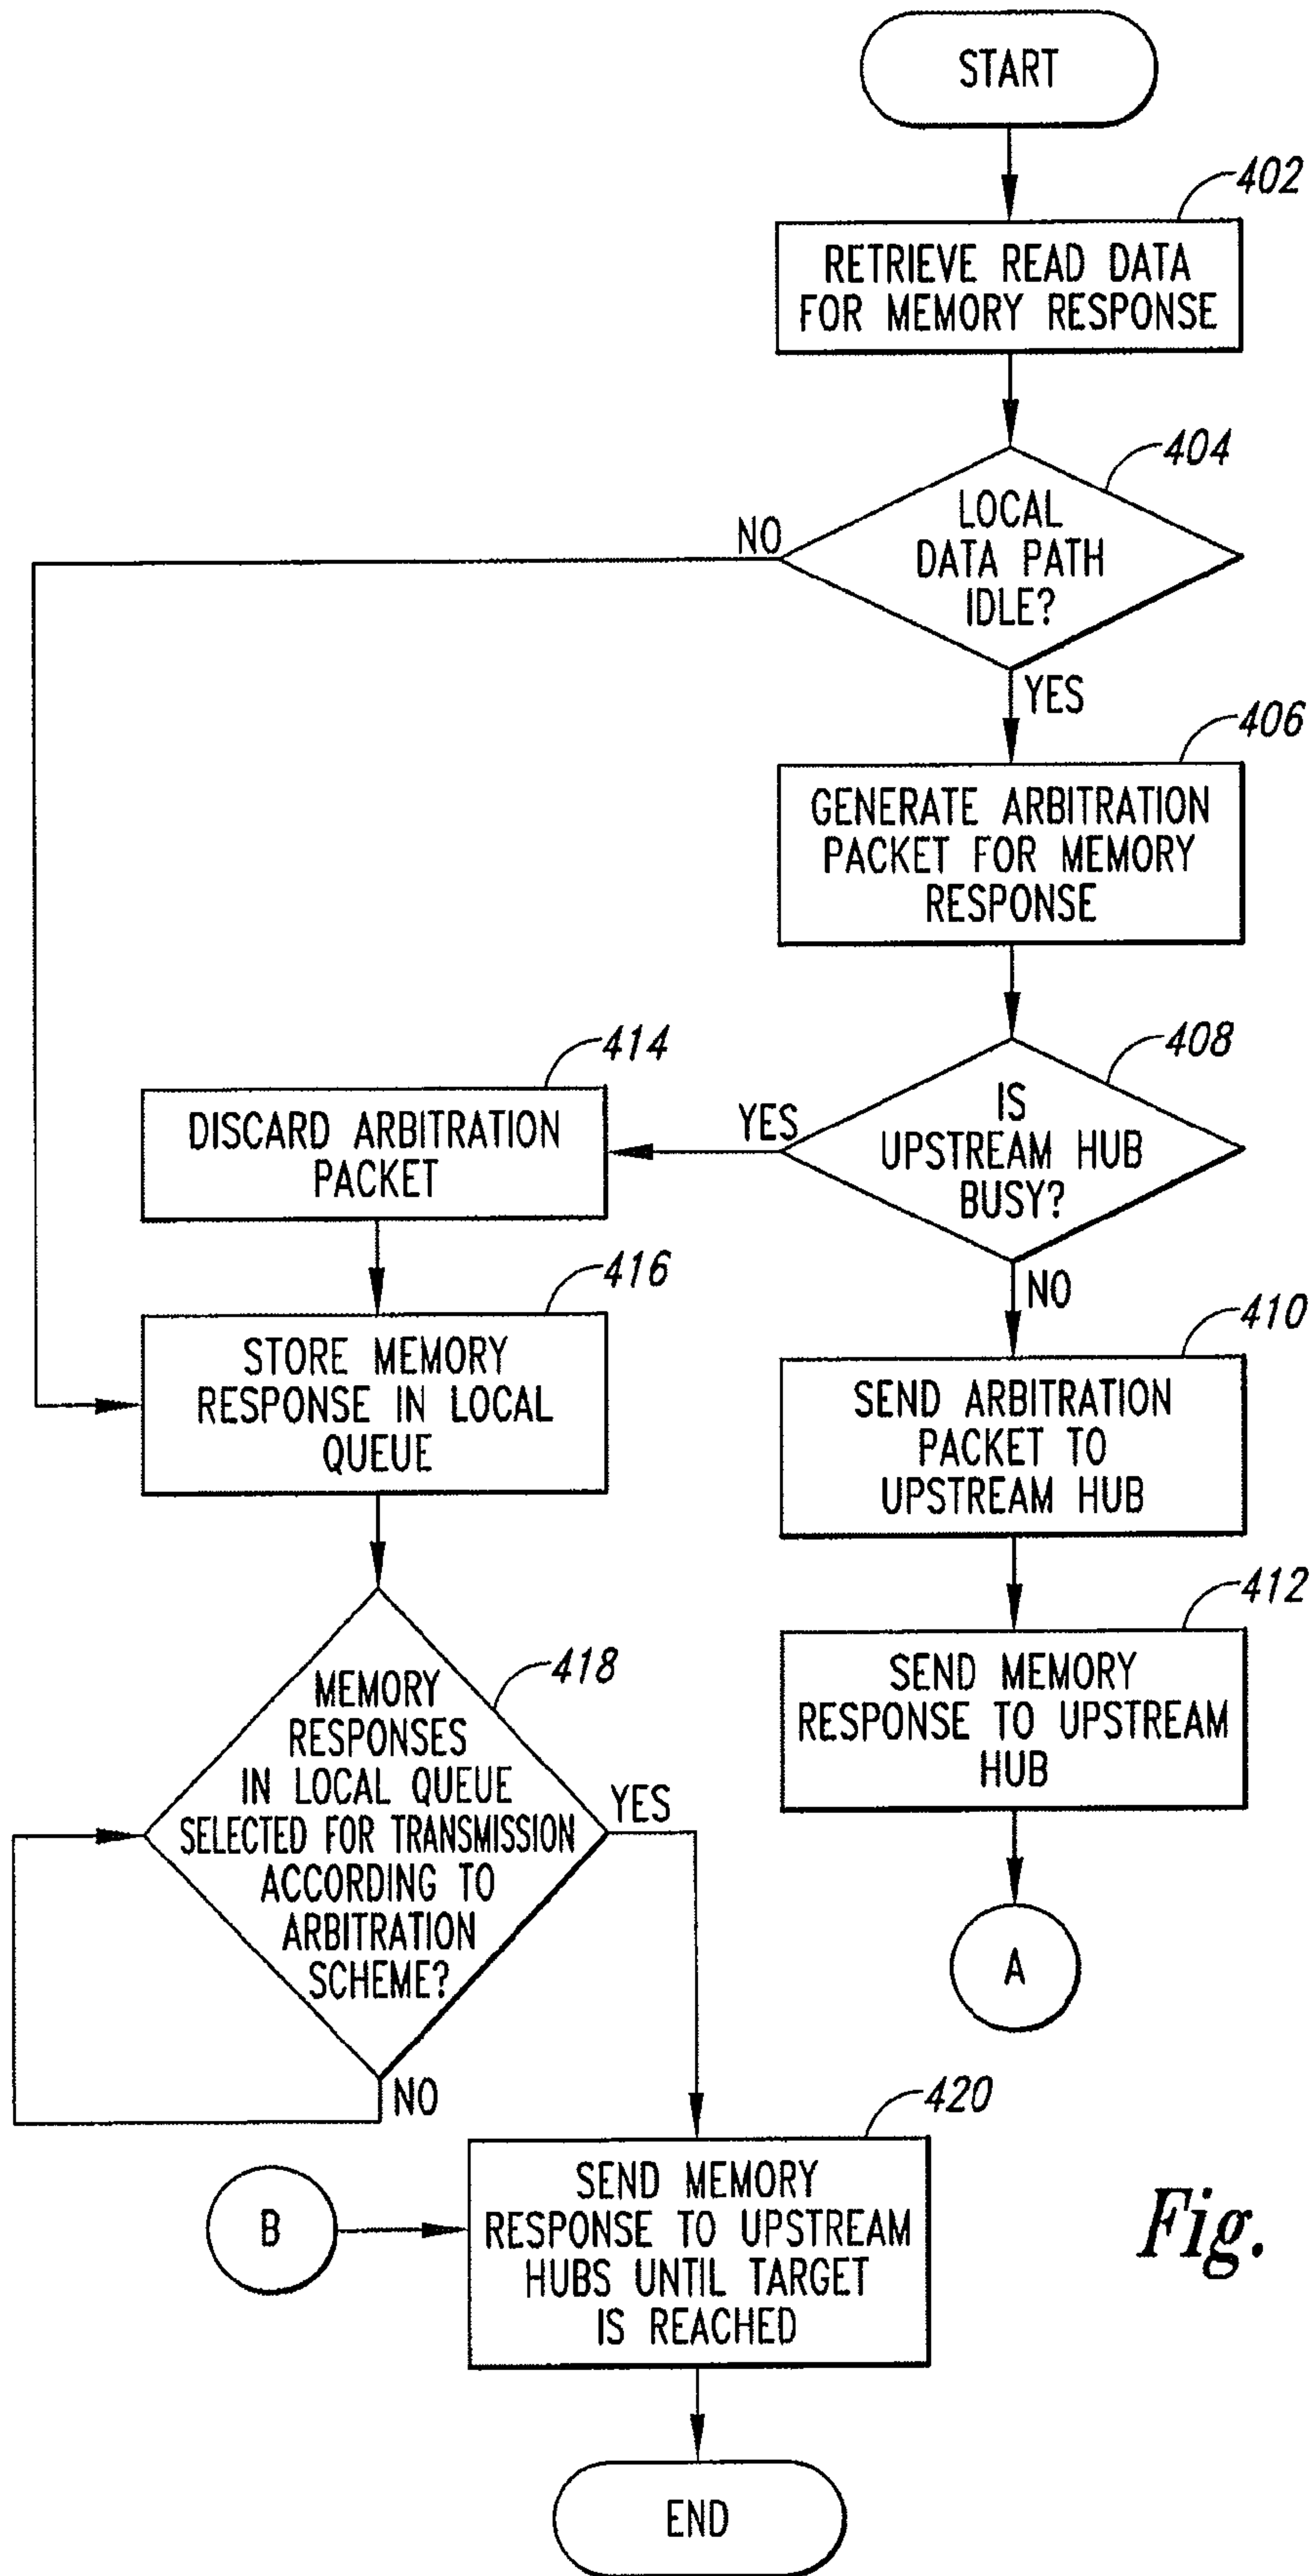 START
402
RETRIEVE READ DATA
FOR MEMORY RESPONSE
404
LOCAL
DATA PATH
IDLE?
NO
YES
406
GENERATE ARBITRATION
PACKET FOR MEMORY
RESPONSE
408
IS
UPSTREAM HUB
BUSY?
YES
NO
414
DISCARD ARBITRATION
PACKET
416
STORE MEMORY
RESPONSE IN LOCAL
QUEUE
410
SEND ARBITRATION
PACKET TO
UPSTREAM HUB
412
SEND MEMORY
RESPONSE TO UPSTREAM
HUB
A
418
MEMORY
RESPONSES
IN LOCAL QUEUE
SELECTED FOR TRANSMISSION
ACCORDING TO
ARBITRATION
SCHEME?
YES
NO
420
B
SEND MEMORY
RESPONSE TO UPSTREAM
HUBS UNTIL TARGET
IS REACHED
END
Fig.